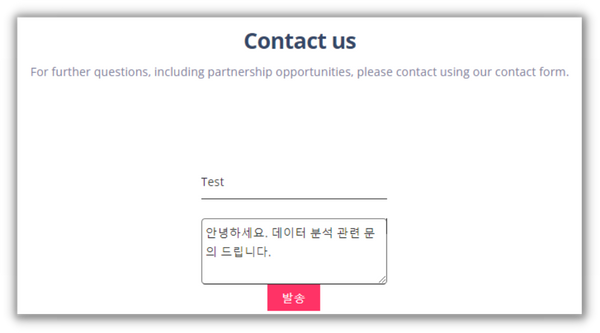 Contact us
For further questions, including partnership opportunities, please contact using our contact form.
Test
안녕하세요. 데이터 분석 관련 문
의 드립니다.
발송